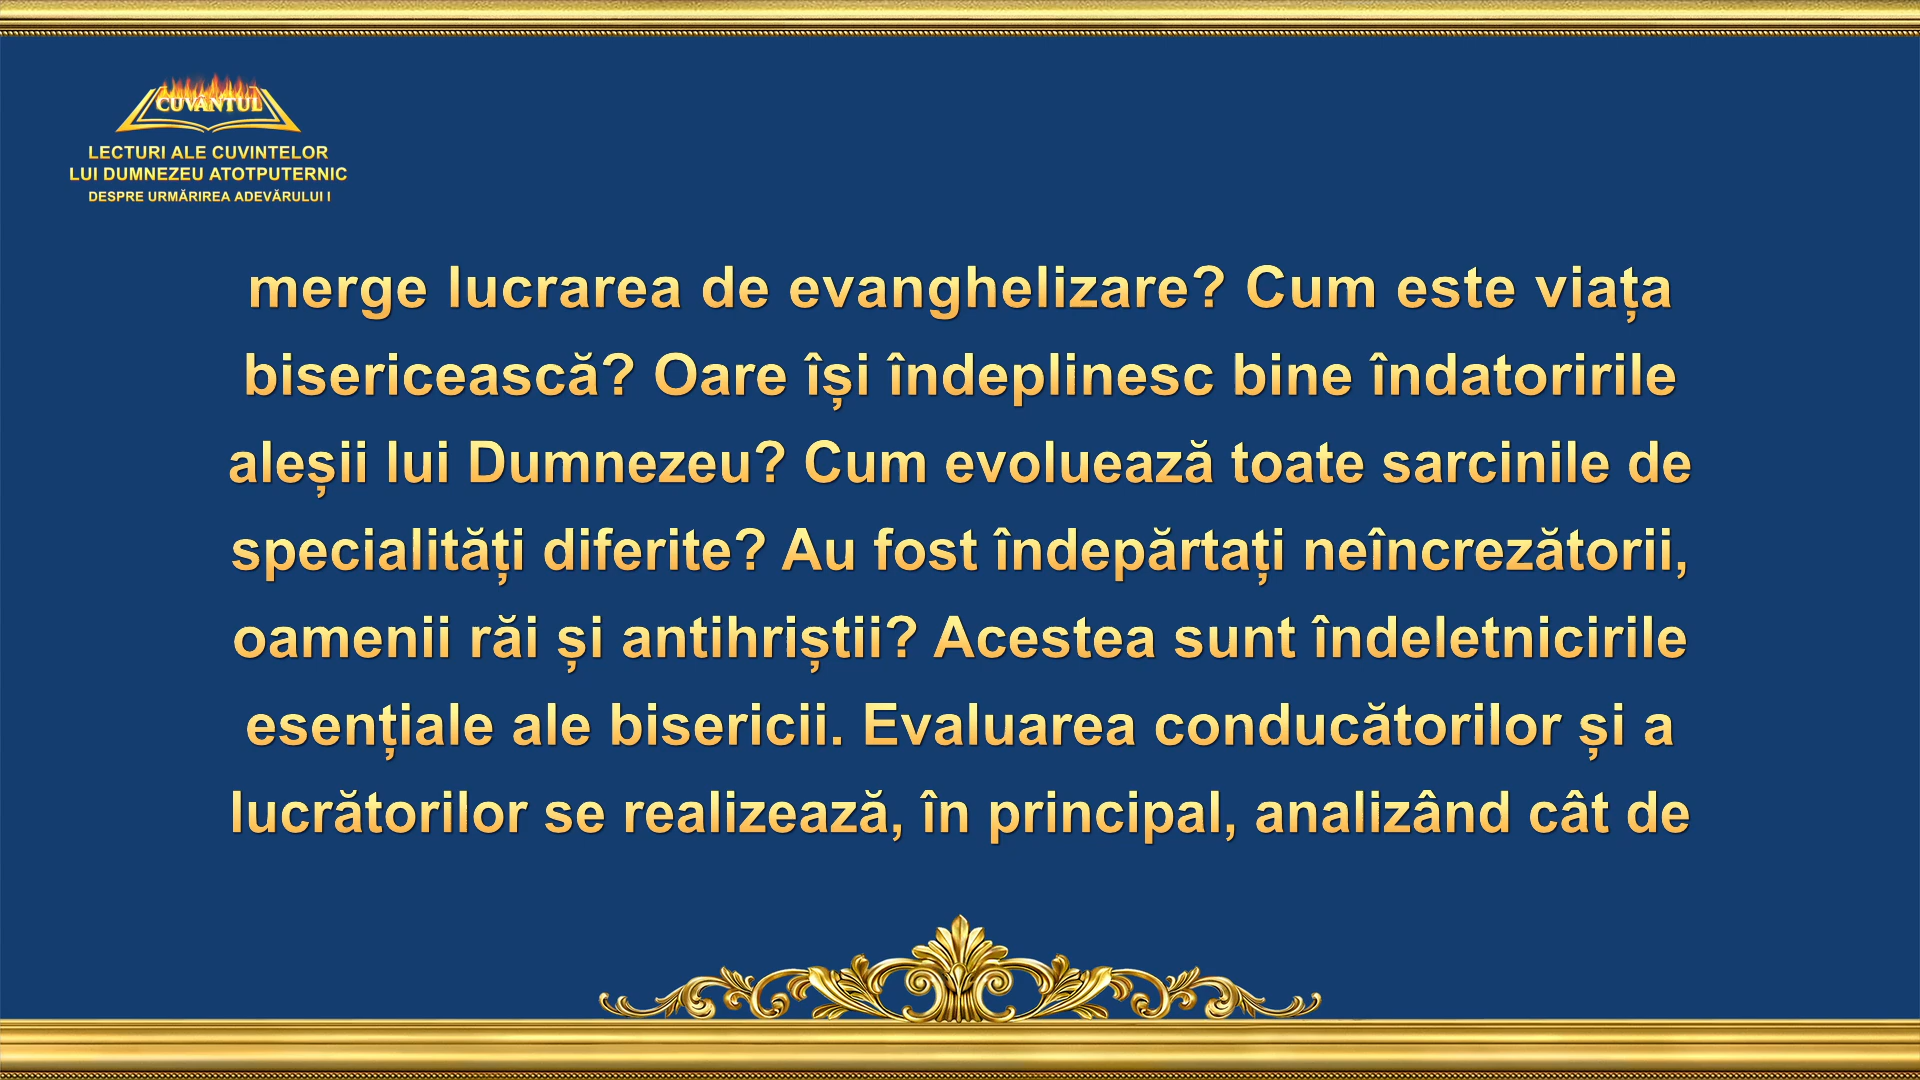 CUVÂNTUL
LECTURI ALE CUVINTELOR
LUI DUMNEZEU ATOTPUTERNIC
DESPRE URMĂRIREA ADEVĂRULUI I
merge lucrarea de evanghelizare? Cum este viața
bisericească? Oare își îndeplinesc bine îndatoririle
aleșii lui Dumnezeu? Cum evoluează toate sarcinile de
specialități diferite? Au fost îndepărtați neîncrezătorii,
oamenii răi și antihriștii? Acestea sunt îndeletnicirile
esențiale ale bisericii. Evaluarea conducătorilor și a
lucrătorilor se realizează, în principal, analizând cât de